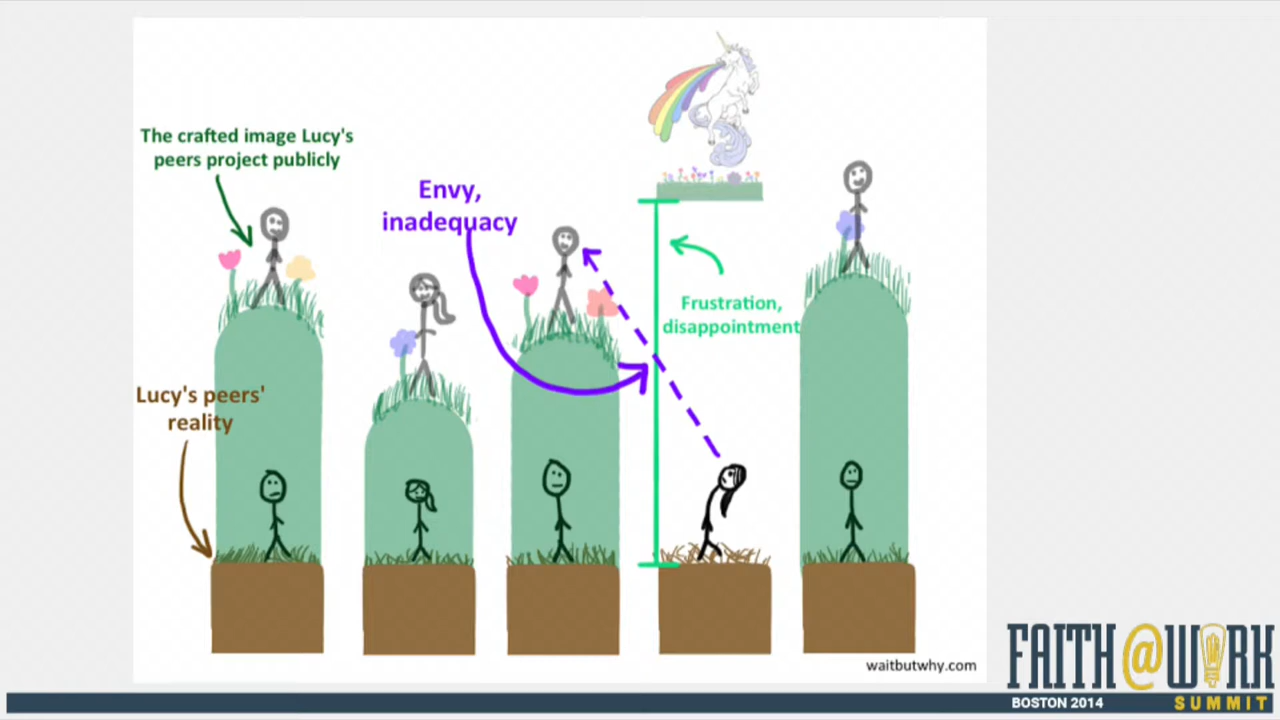 The crafted image Lucy's
peers project publicly
Envy,
inadequacy
Frustration,
disappointment
Lucy's peers'
reality
waitbutwhy.com
FAITH@WORK
BOSTON 2014
SUMMIT